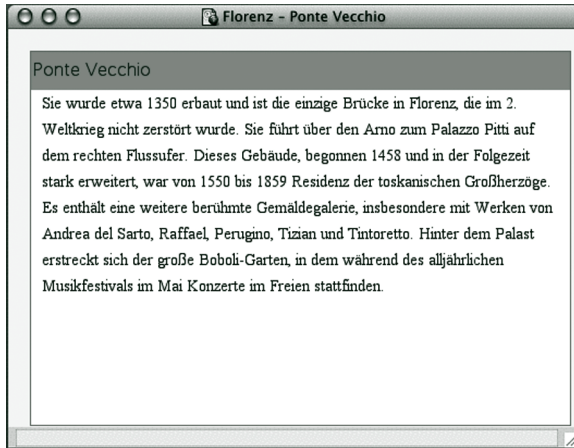 Florenz - Ponte Vecchio
Ponte Vecchio
Sie wurde etwa 1350 erbaut und ist die einzige Brücke in Florenz, die im 2.
Weltkrieg nicht zerstört wurde. Sie führt über den Arno zum Palazzo Pitti auf
dem rechten Flussufer. Dieses Gebäude, begonnen 1458 und in der Folgezeit
stark erweitert, war von 1550 bis 1859 Residenz der toskanischen Großherzöge.
Es enthält eine weitere berühmte Gemäldegalerie, insbesondere mit Werken von
Andrea del Sarto, Raffael, Perugino, Tizian und Tintoretto. Hinter dem Palast
erstreckt sich der große Boboli-Garten, in dem während des alljährlichen
Musikfestivals im Mai Konzerte im Freien stattfinden.